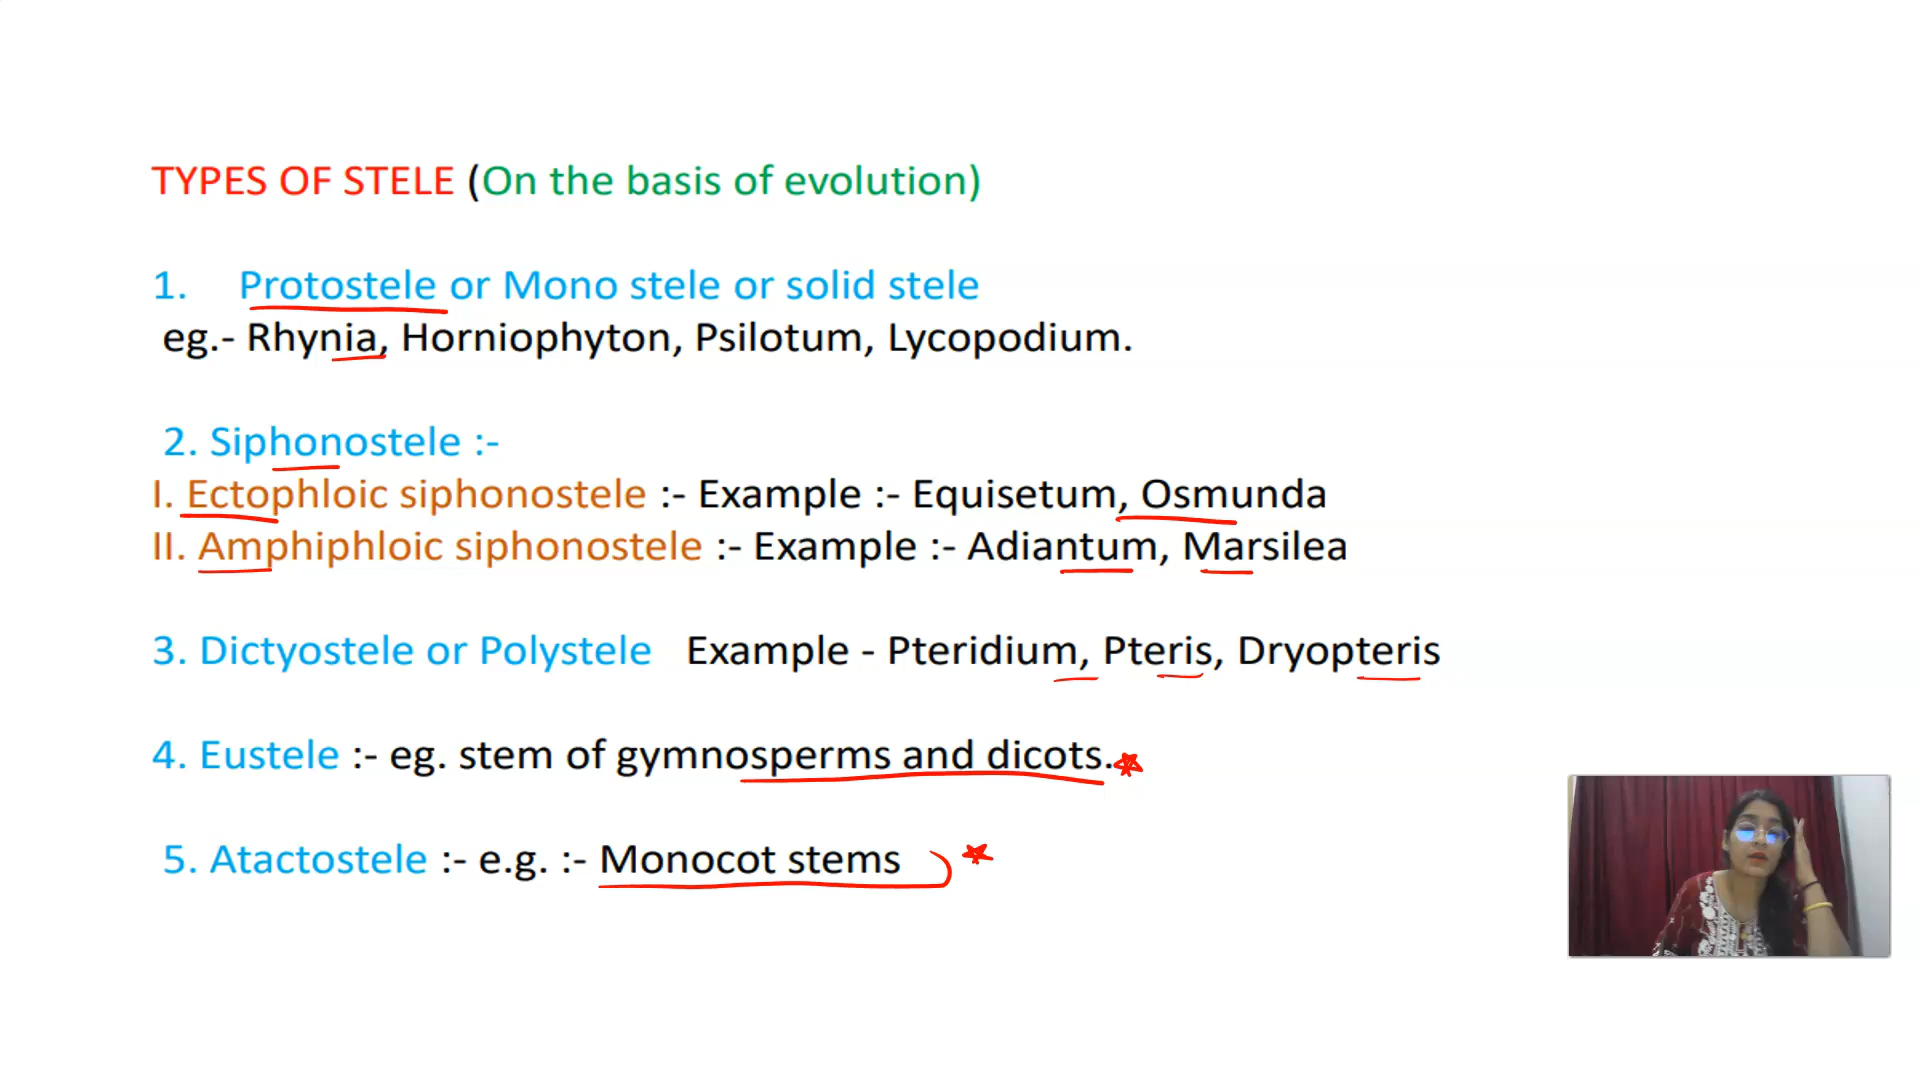 TYPES OF STELE (On the basis of evolution)
1. Protostele or Mono stele or solid stele
eg.- Rhynia, Horniophyton, Psilotum, Lycopodium.
2. Siphonostele :-
I. Ectophloic siphonostele :- Example :- Equisetum, Osmunda
II. Amphiphloic siphonostele :- Example :- Adiantum, Marsilea
3. Dictyostele or Polystele Example - Pteridium, Pteris, Dryopteris
4. Eustele :- eg. stem of gymnosperms and dicots.
5. Atactostele :- e.g. :- Monocot stems